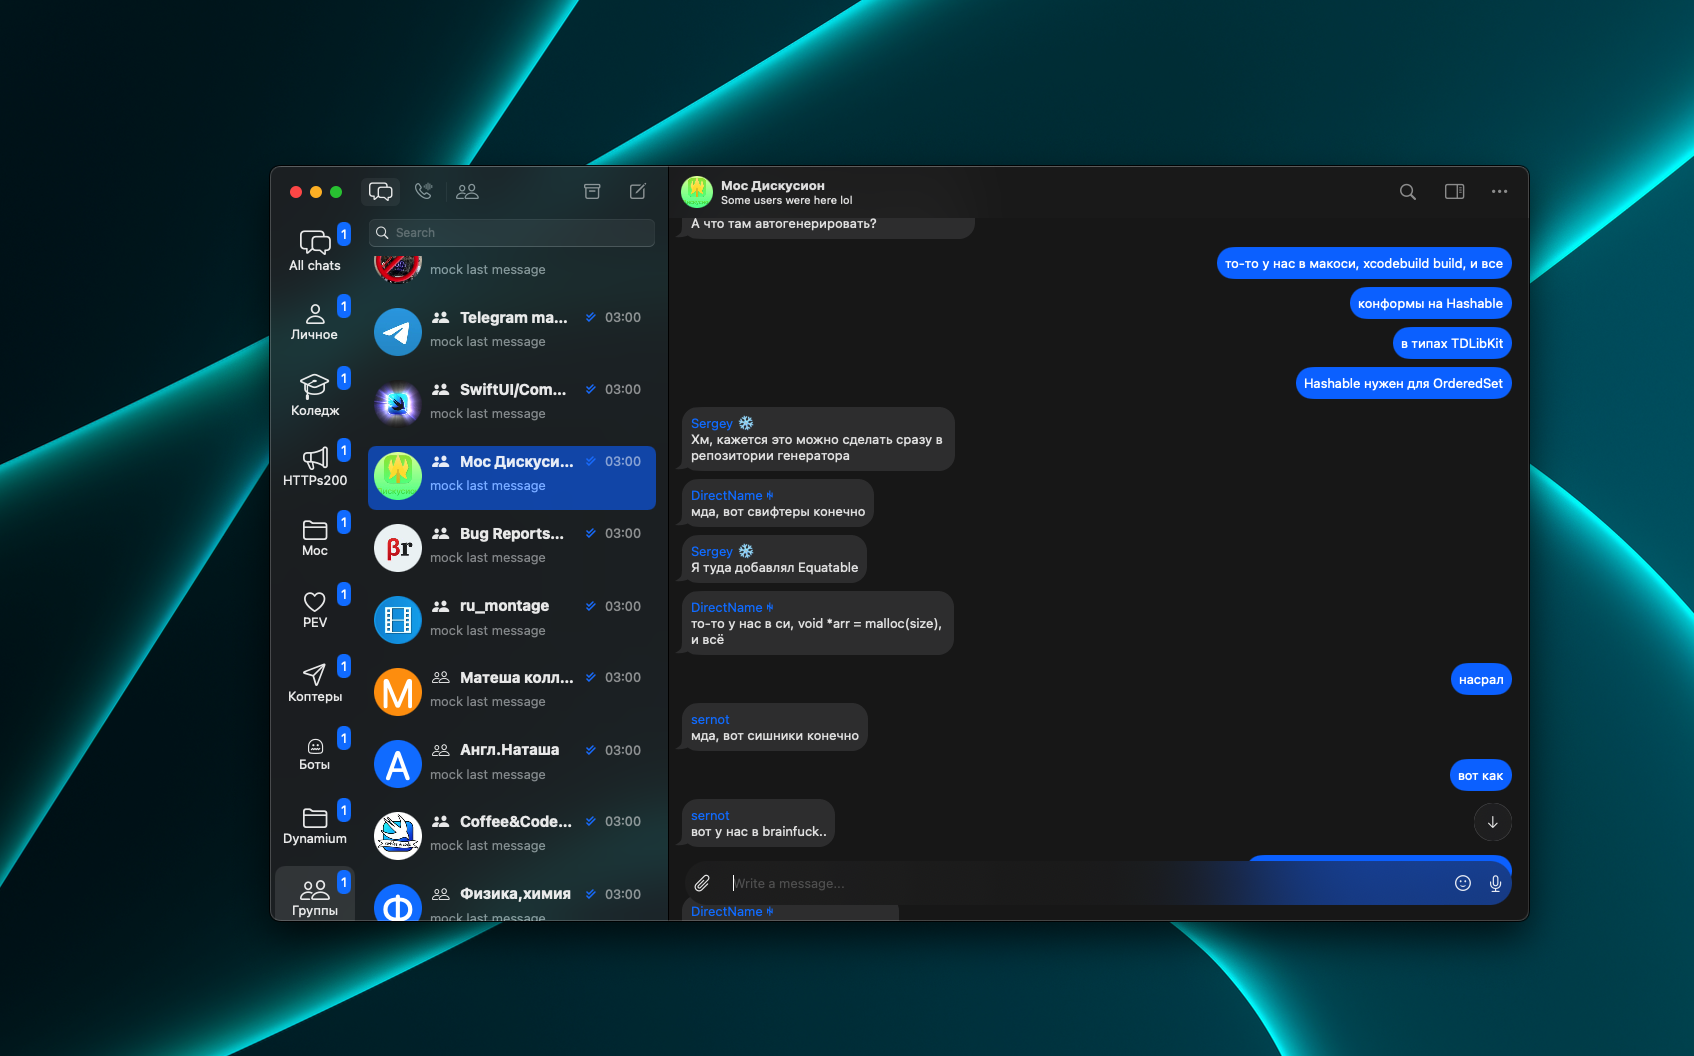 All chats
1
Личное
1
Коледж
1
HTTPs200
1
Мос
1
PEV
1
Коптеры
1
Боты
1
Dynamium
1
Группы
1
Search
mock last message
Telegram ma...
03:00
mock last message
SwiftUI/Com...
03:00
mock last message
Мос Дискуси...
03:00
mock last message
Bug Reports...
03:00
mock last message
βr
ru_montage
03:00
mock last message
М
Матеша колл...
03:00
mock last message
А
Англ.Наташа
03:00
mock last message
Coffee&Code...
03:00
mock last message
Ф
Физика,химия
03:00
mock last message
Мос Дискусион
Some users were here lol
А что там автогенерировать?
то-то у нас в макоси, xcodebuild build, и все
конформы на Hashable
в типах TDLibKit
Hashable нужен для OrderedSet
Sergey ❄️
Хм, кажется это можно сделать сразу в
репозитории генератора
DirectName
мда, вот свифтеры конечно
Sergey ❄️
Я туда добавлял Equatable
DirectName
то-то у нас в си, void *arr = malloc(size),
и всё
насрал
sernot
мда, вот сишники конечно
вот как
sernot
вот у нас в brainfuck..
Write a message...
DirectName